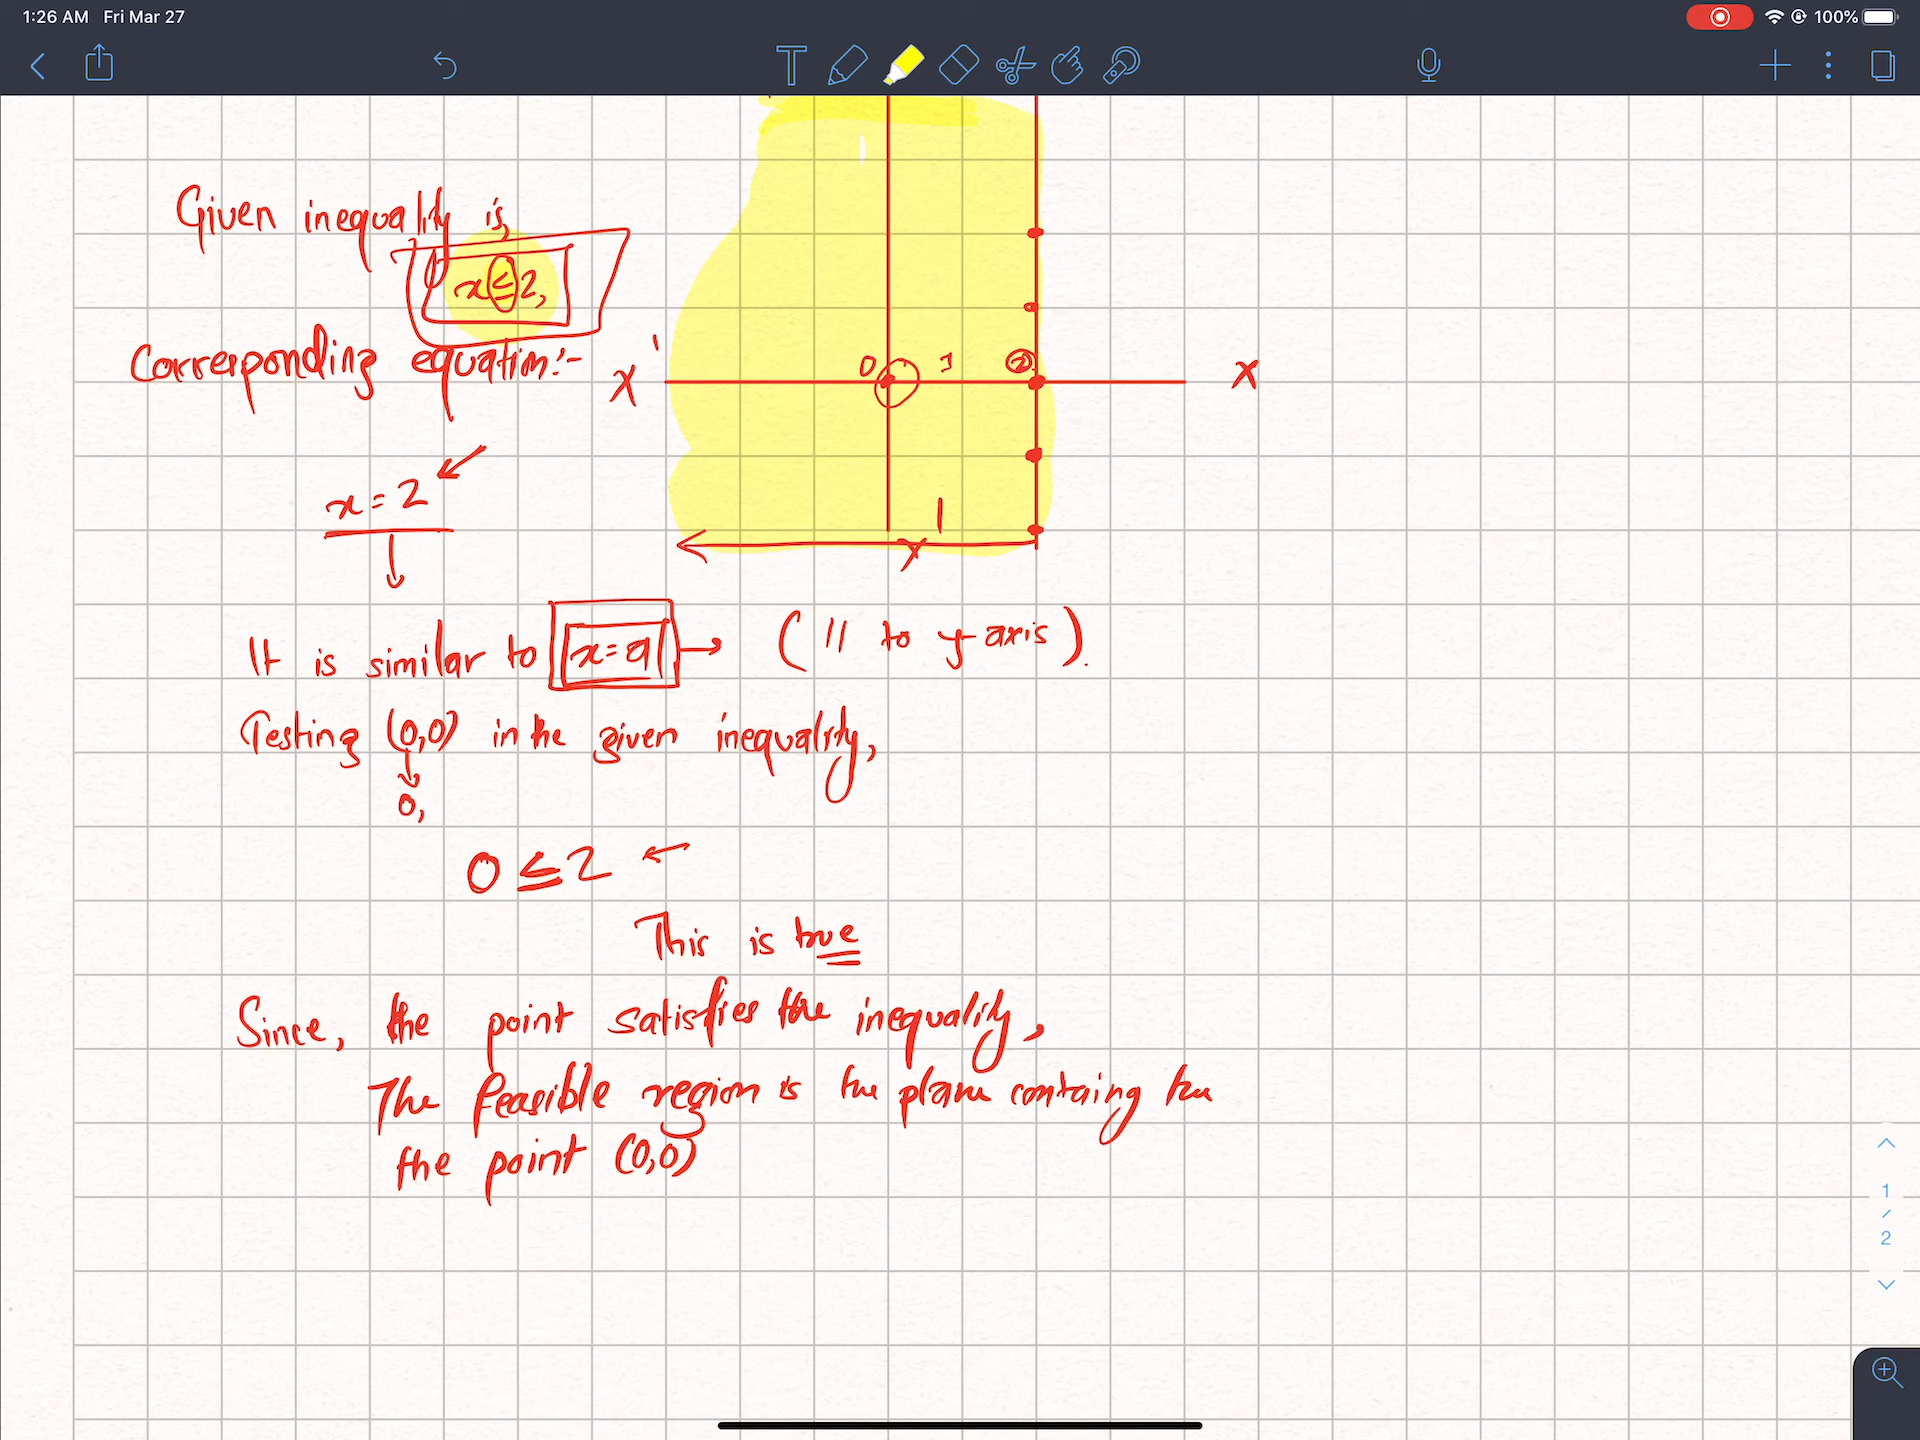 1:26 AM Fri Mar 27
100%
Given inequality is,
x ≤ 2,
Corresponding equation:-
X'
0 1 2
X
x = 2
It is similar to x = a → ( || to y-axis ).
Testing (0,0) in the given inequality,
0,
0 ≤ 2
This is true
Since, the point satisfies the inequality,
The feasible region is the plane containg the
the point (0,0)
1
/
2